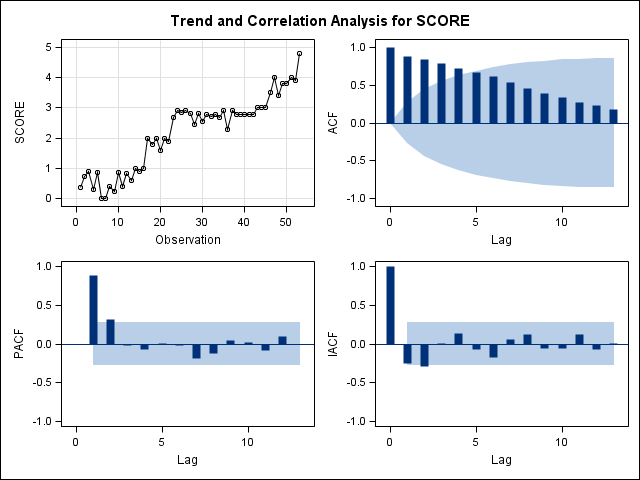 Trend and Correlation Analysis for SCORE
SCORE
5
4
3
2
1
0
0 10 20 30 40 50
Observation
ACF
1.0
0.5
0.0
-0.5
-1.0
0 5 10
Lag
PACF
1.0
0.5
0.0
-0.5
-1.0
0 5 10
Lag
IACF
1.0
0.5
0.0
-0.5
-1.0
0 5 10
Lag